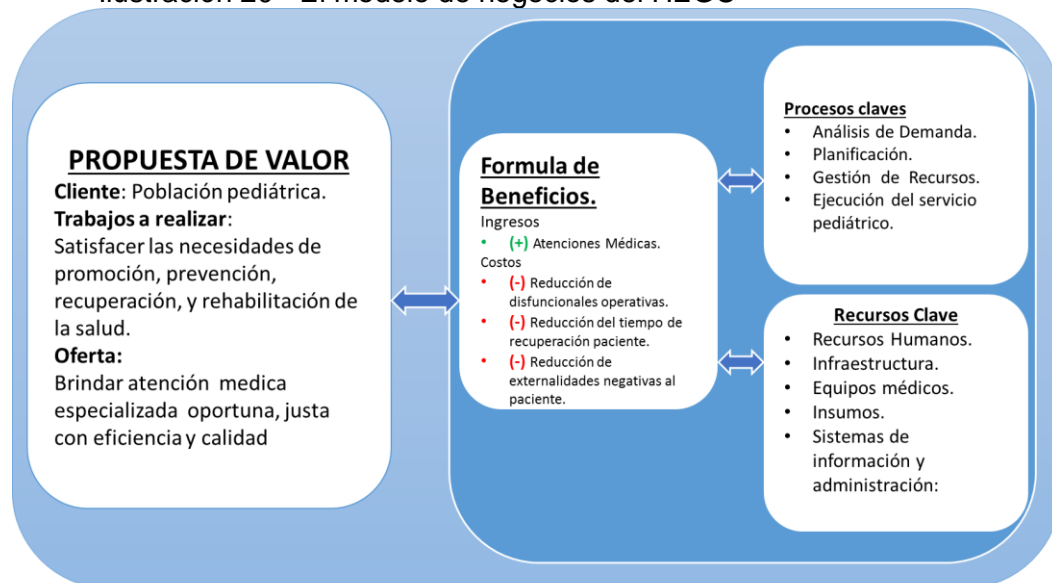 PROPUESTA DE VALOR
Cliente: Población pediátrica.
Trabajos a realizar:
Satisfacer las necesidades de
promoción, prevención,
recuperación, y rehabilitación de
la salud.
Oferta:
Brindar atención medica
especializada oportuna, justa
con eficiencia y calidad
Formula de
Beneficios.
Ingresos
• (+) Atenciones Médicas.
Costos
• (-) Reducción de
disfuncionales operativas.
• (-) Reducción del tiempo de
recuperación paciente.
• (-) Reducción de
externalidades negativas al
paciente.
Procesos claves
• Análisis de Demanda.
• Planificación.
• Gestión de Recursos.
• Ejecución del servicio
pediátrico.
Recursos Clave
• Recursos Humanos.
• Infraestructura.
• Equipos médicos.
• Insumos.
• Sistemas de
información y
administración: